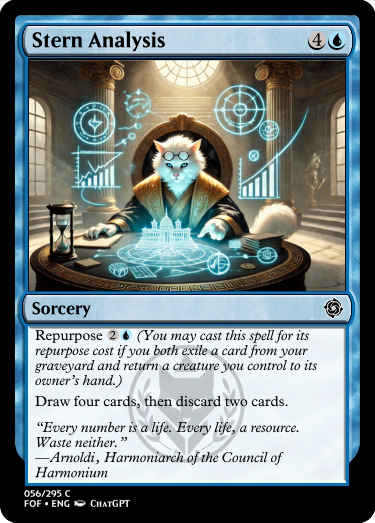 Stern Analysis 4
Sorcery
Repurpose 2 (You may cast this spell for its
repurpose cost if you both exile a card from your
graveyard and return a creature you control to its
owner's hand.)
Draw four cards, then discard two cards.
“Every number is a life. Every life, a resource.
Waste neither.”
—Arnoldi, Harmoniarch of the Council of
Harmonium
056/295 C
FOF • ENG ChatGPT